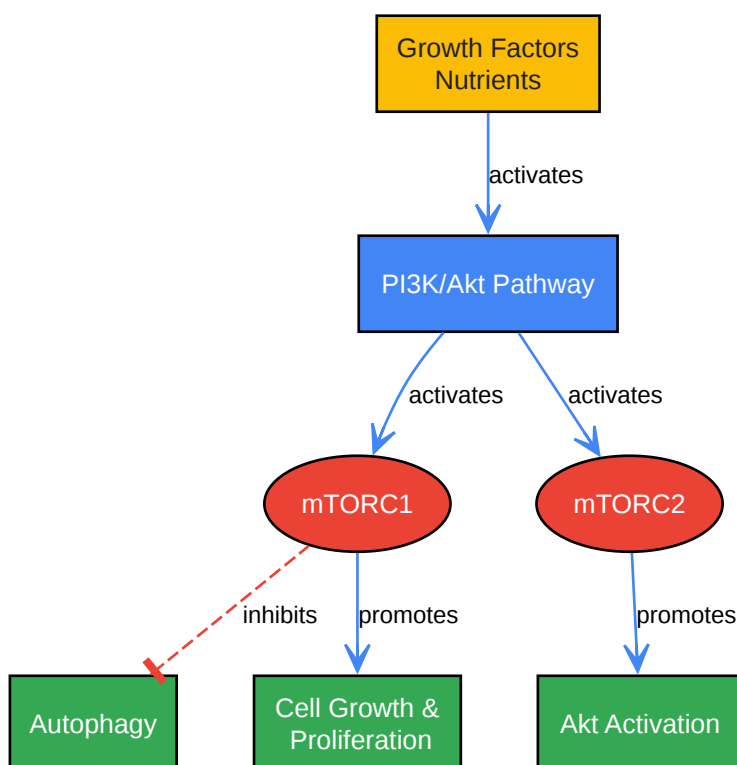 Growth Factors
Nutrients
activates
PI3K/Akt Pathway
activates
activates
mTORC1
mTORC2
inhibits
promotes
promotes
Autophagy
Cell Growth &
Proliferation
Akt Activation